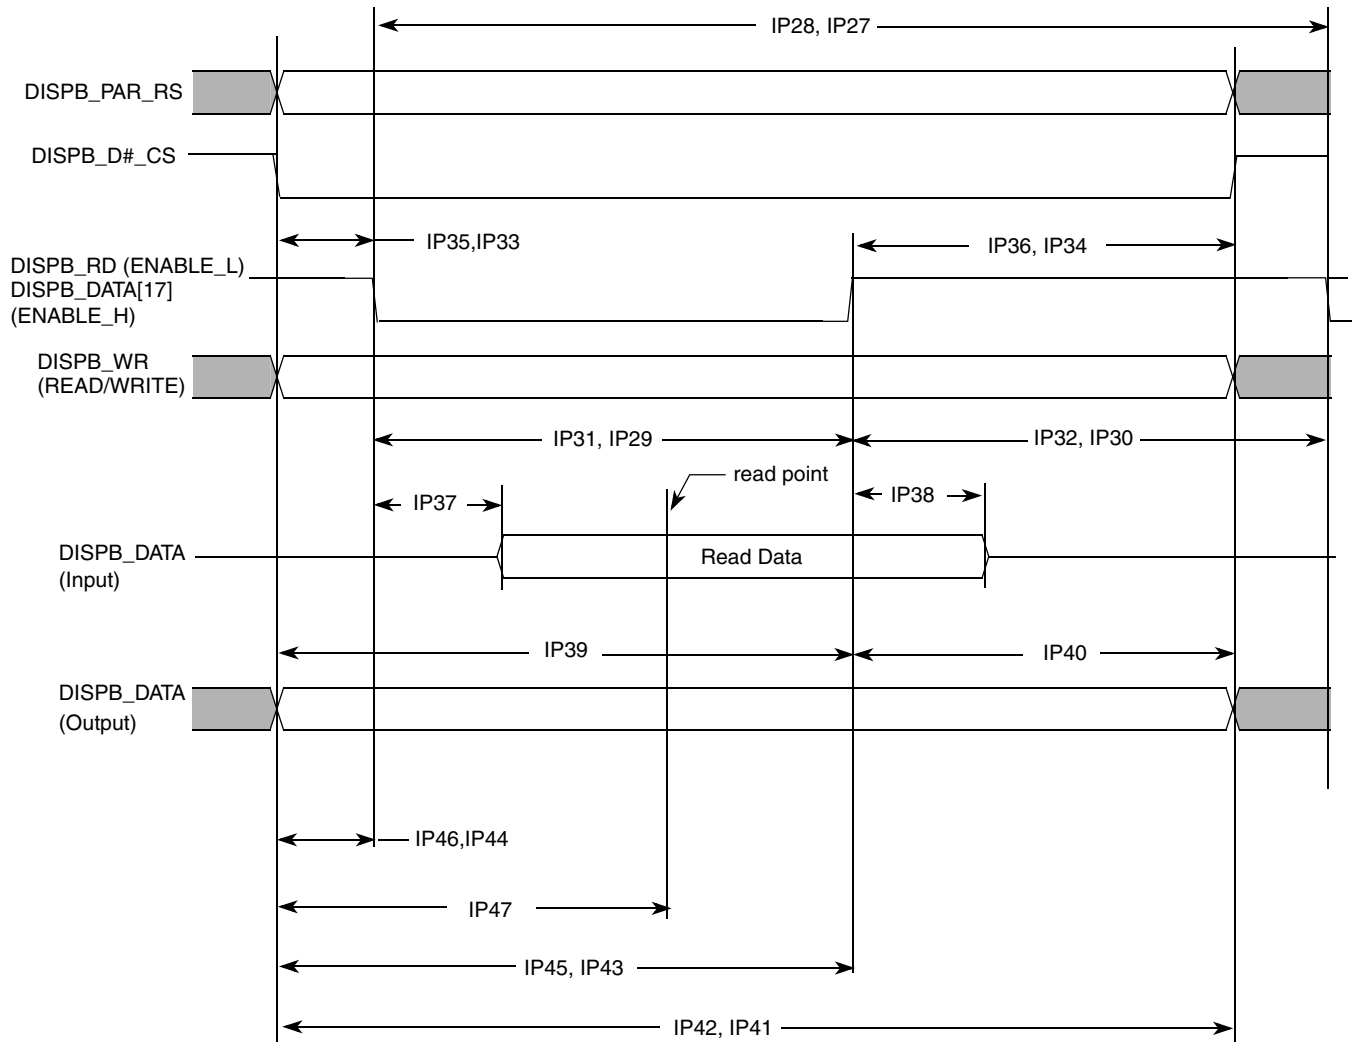 IP28, IP27
DISPB_PAR_RS
DISPB_D#_CS
IP35,IP33
IP36, IP34
DISPB_RD (ENABLE_L)
DISPB_DATA[17]
(ENABLE_H)
DISPB_WR
(READ/WRITE)
IP31, IP29
IP32, IP30
read point
IP37
IP38
DISPB_DATA
(Input)
Read Data
IP39
IP40
DISPB_DATA
(Output)
IP46,IP44
IP47
IP45, IP43
IP42, IP41